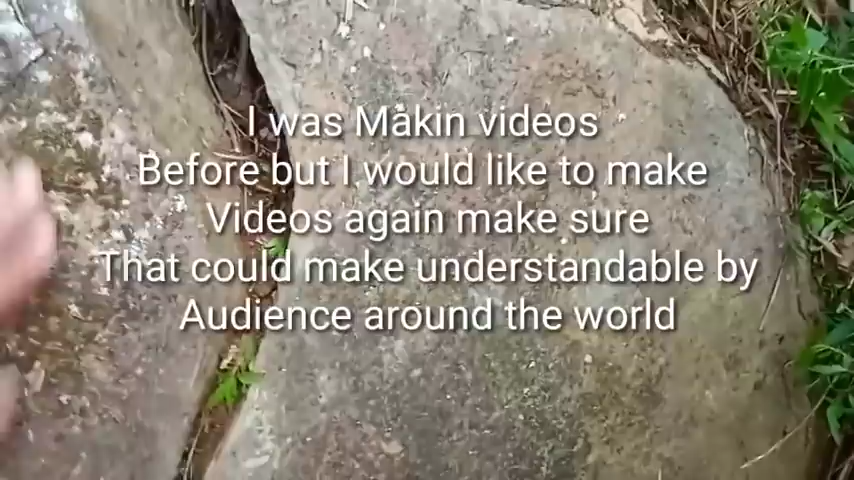 I was Makin videos
Before but I would like to make
Videos again make sure
That could make understandable by
Audience around the world